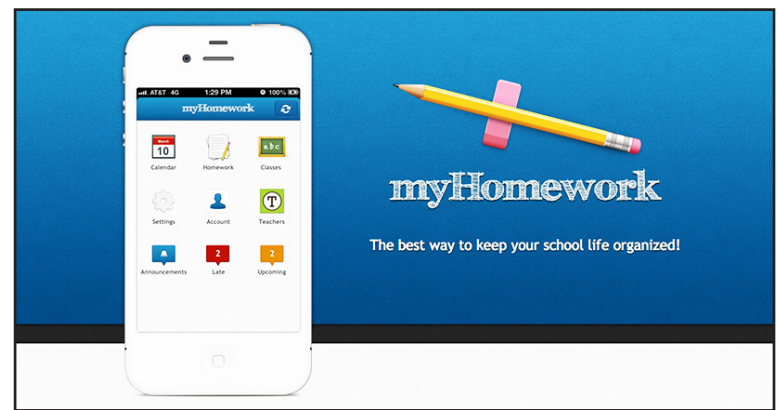 AT&T 4G 1:29 PM 100%
myHomework
March
10
abc
Calendar Homework Classes
T
Settings Account Teachers
2 2
Announcements Late Upcoming
myHomework
The best way to keep your school life organized!